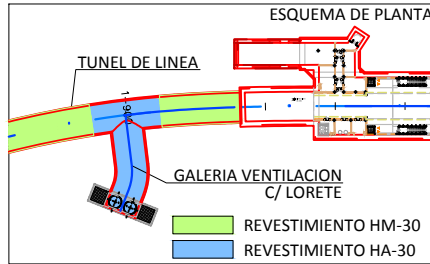 ESQUEMA DE PLANTA
TUNEL DE LINEA
GALERIA VENTILACION
C/ LORETE
REVESTIMIENTO HM-30
REVESTIMIENTO HA-30